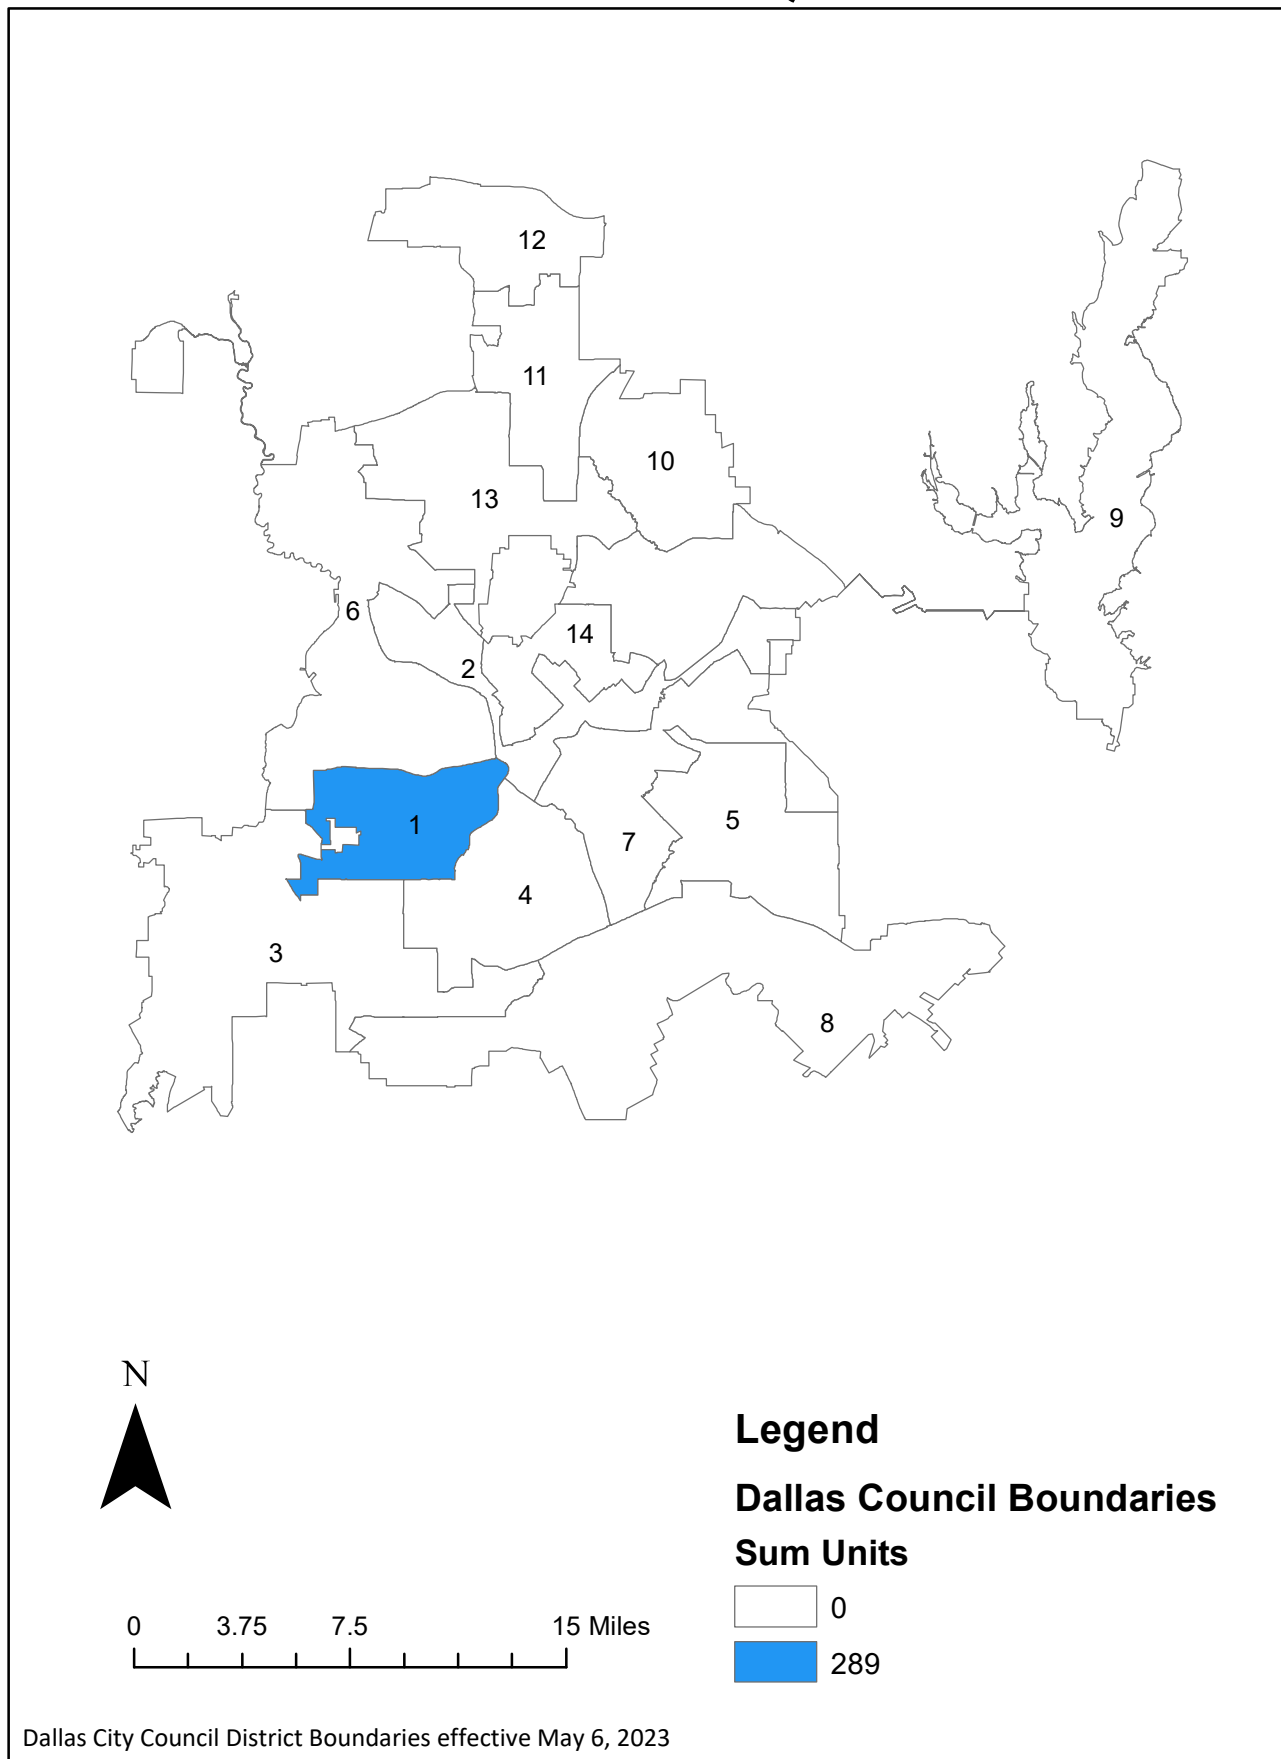 12
11
10
13
9
6
14
2
1
5
7
4
3
8
N
Legend
Dallas Council Boundaries
Sum Units
0
289
0 3.75 7.5 15 Miles
Dallas City Council District Boundaries effective May 6, 2023